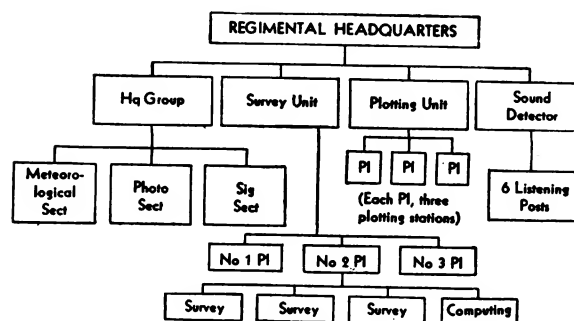 REGIMENTAL HEADQUARTERS
Hq Group
Survey Unit
Plotting Unit
Sound
Detector
Meteoro-
logical
Sect
Photo
Sect
Sig
Sect
Pl
Pl
Pl
(Each Pl, three
plotting stations)
6 Listening
Posts
No 1 Pl
No 2 Pl
No 3 Pl
Survey
Survey
Survey
Computing